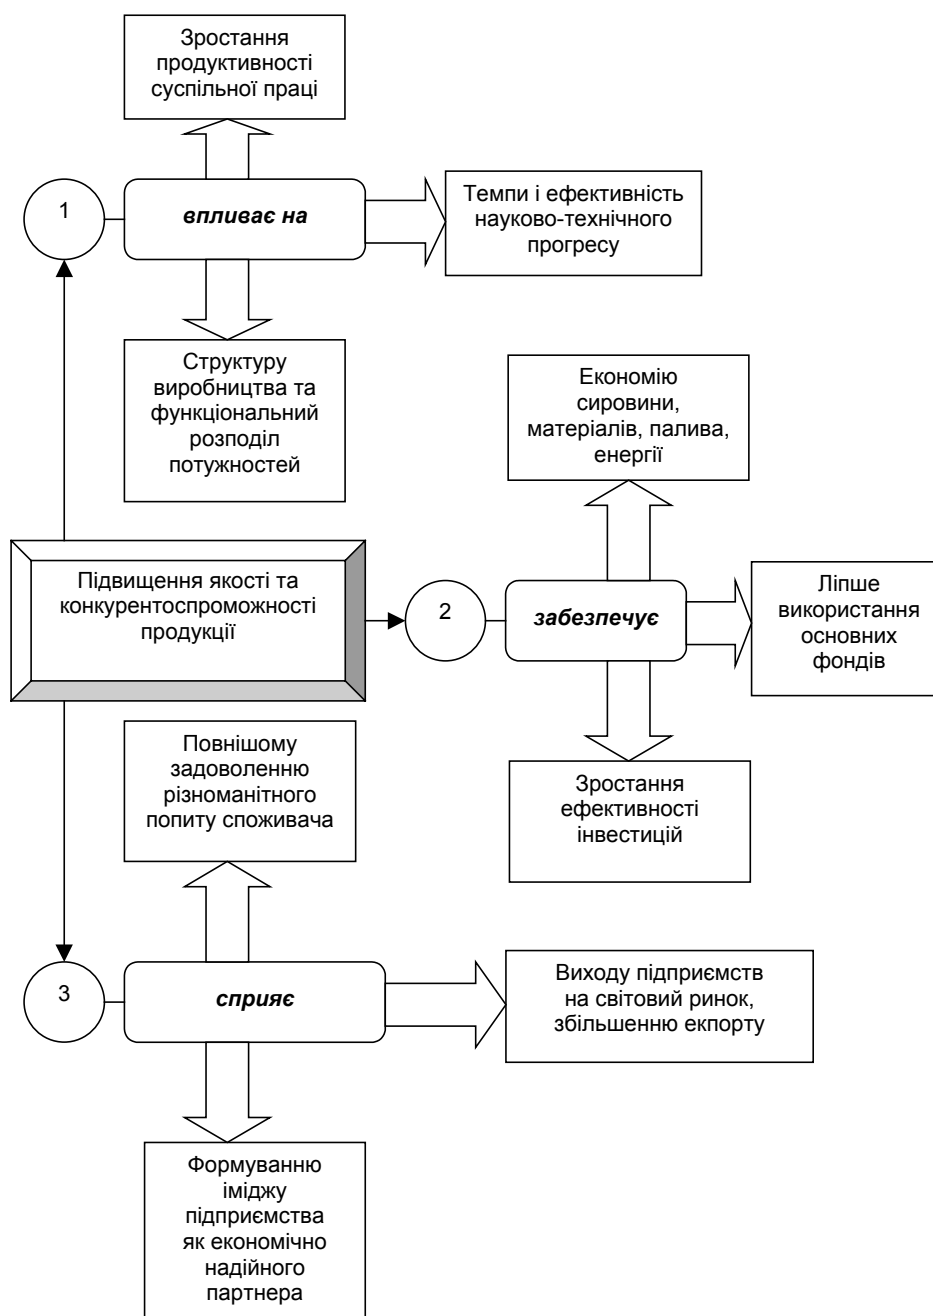 Зростання
продуктивності
суспільної праці
1
впливає на
Темпи і ефективність
науково-технічного
прогресу
Структуру
виробництва та
функціональний
розподіл
потужностей
Економію
сировини,
матеріалів, палива,
енергії
Підвищення якості та
конкурентоспроможності
продукції
2
забезпечує
Ліпше
використання
основних
фондів
Повнішому
задоволенню
різноманітного
попиту споживача
Зростання
ефективності
інвестицій
3
сприяє
Виходу підприємств
на світовий ринок,
збільшенню екпорту
Формуванню
іміджу
підприємства
як економічно
надійного
партнера